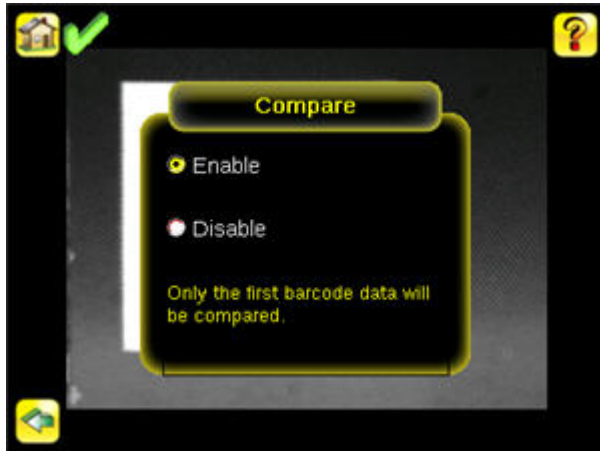 Compare
Enable
Disable
Only the first barcode data will
be compared.